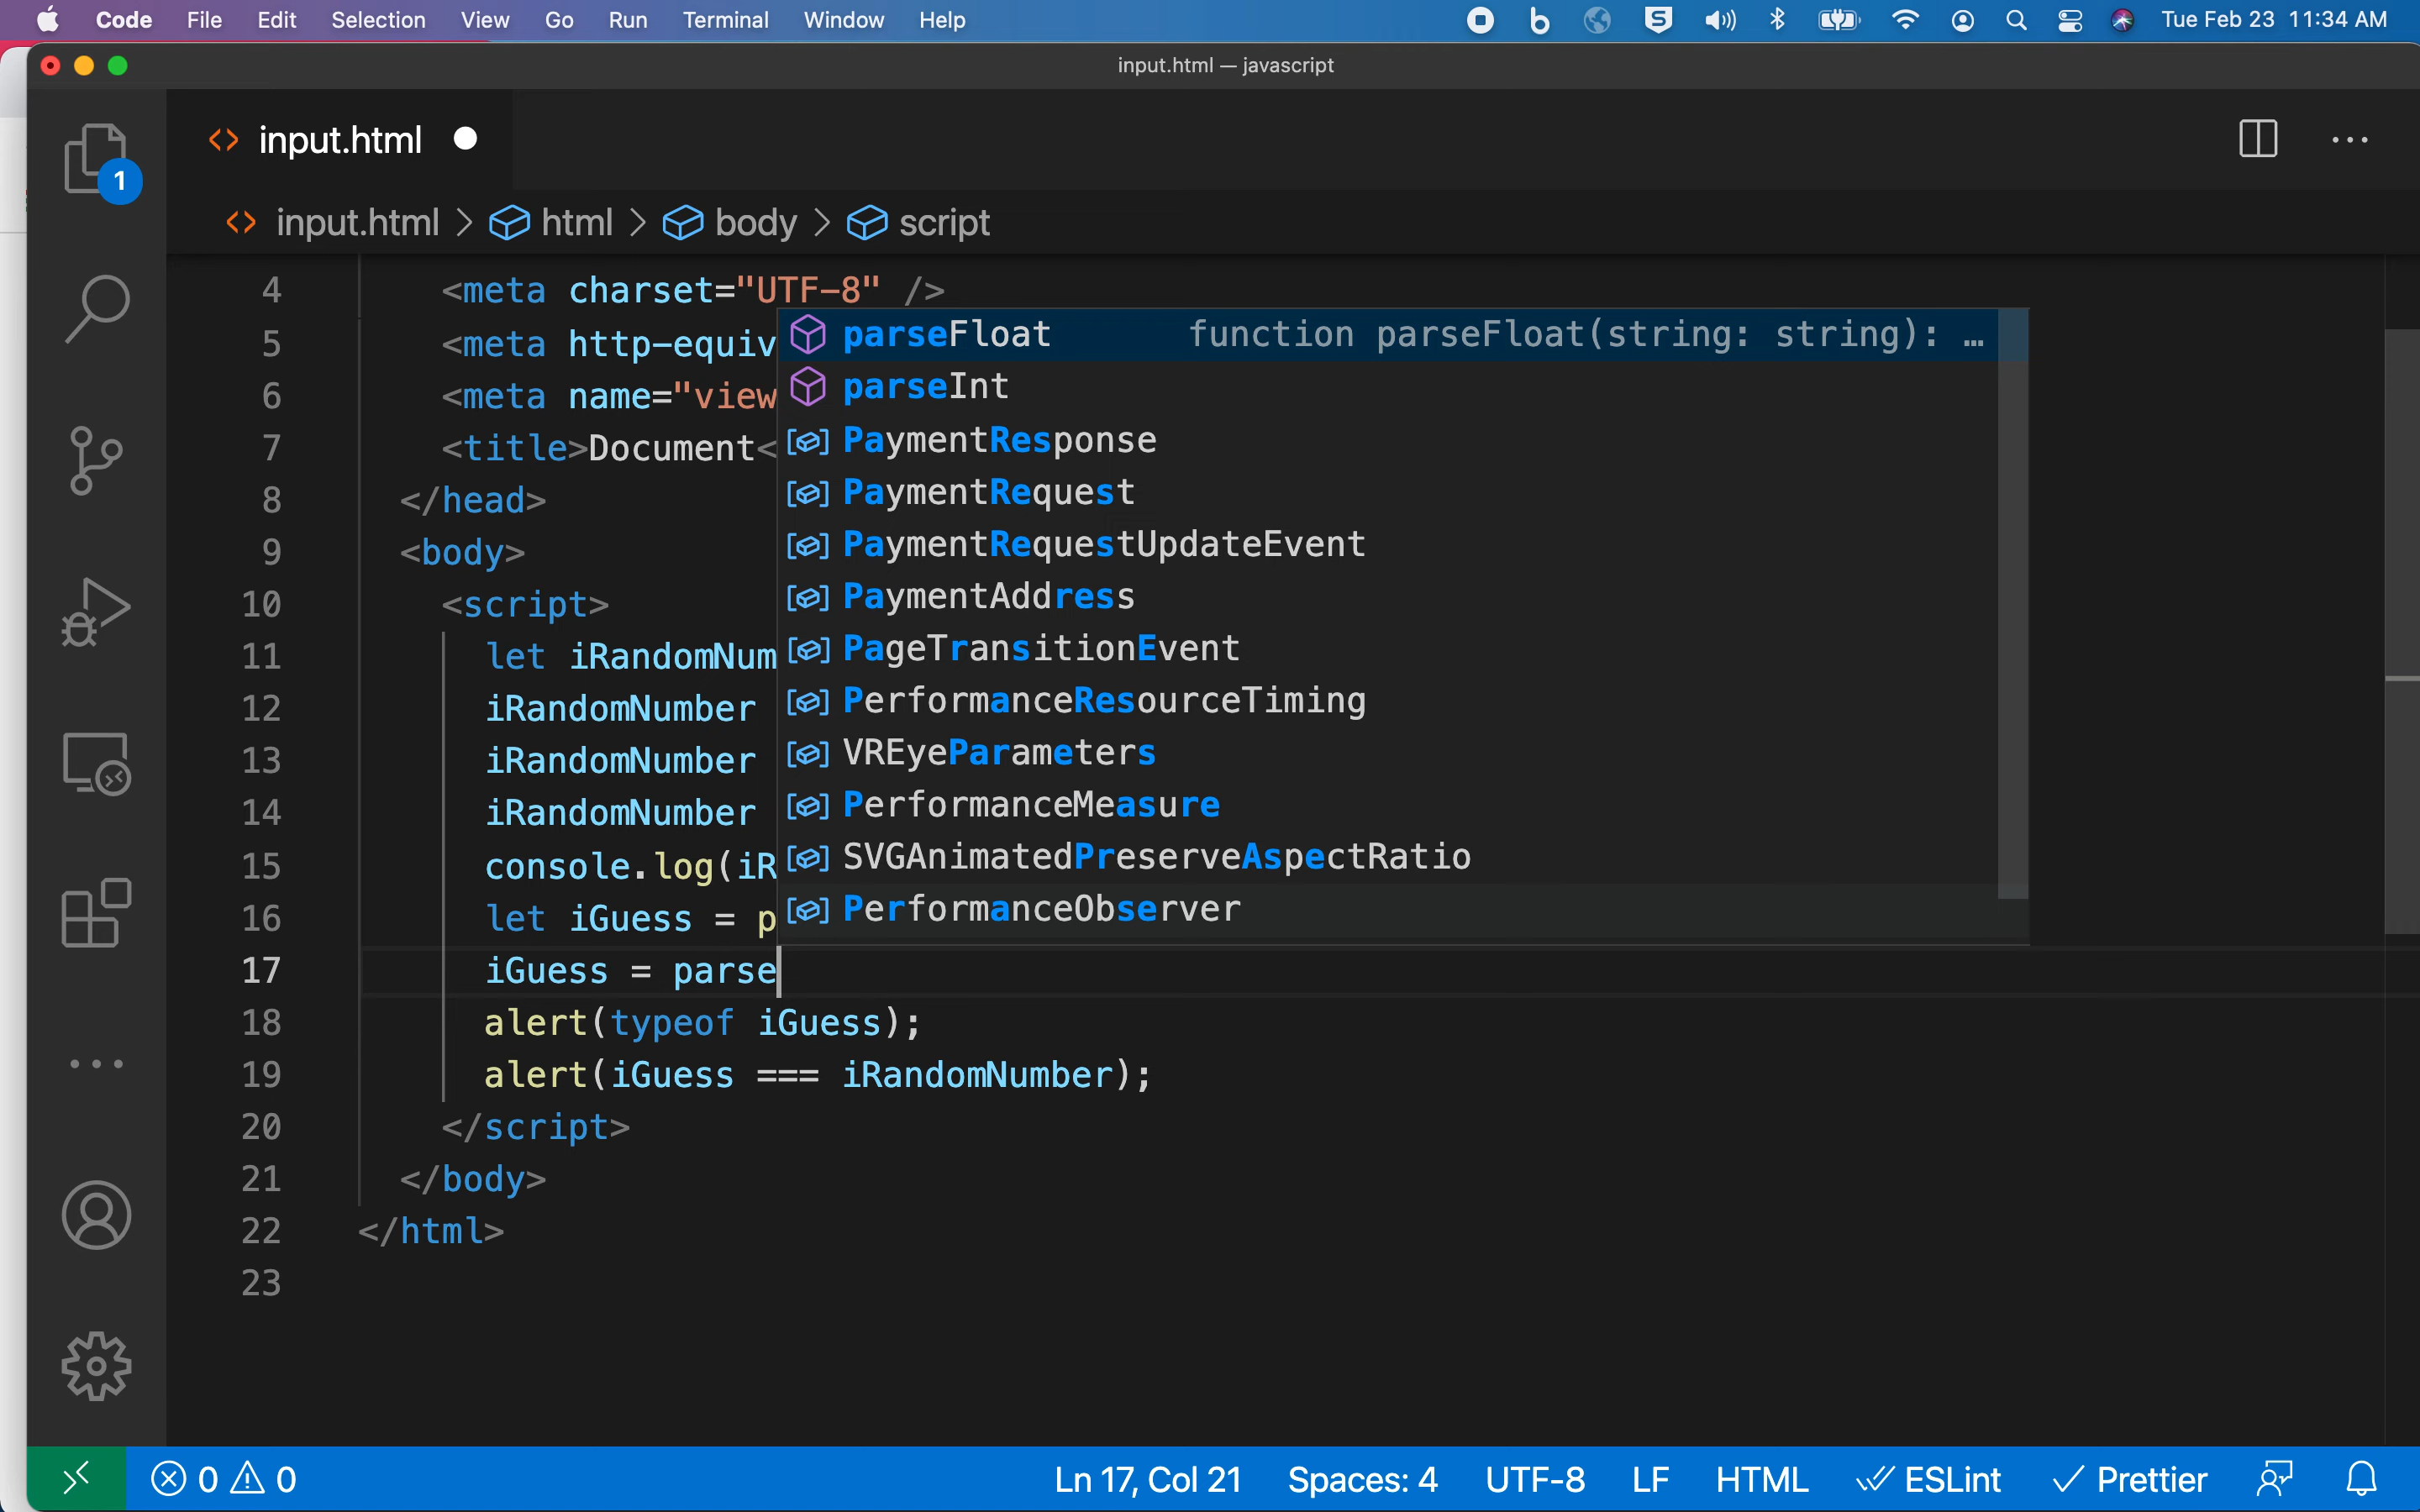 Code File Edit Selection View Go Run Terminal Window Help Tue Feb 23 11:34 AM
input.html — javascript
input.html
1
input.html > html > body > script
4 <meta charset="UTF-8" />
5 <meta http-equiv
6 <meta name="view
7 <title>Document<
8 </head>
9 <body>
10 <script>
11 let iRandomNum
12 iRandomNumber
13 iRandomNumber
14 iRandomNumber
15 console.log(iR
16 let iGuess = p
17 iGuess = parse
18 alert(typeof iGuess);
19 alert(iGuess === iRandomNumber);
20 </script>
21 </body>
22 </html>
23
parseFloat function parseFloat(string: string): …
parseInt
PaymentResponse
PaymentRequest
PaymentRequestUpdateEvent
PaymentAddress
PageTransitionEvent
PerformanceResourceTiming
VREyeParameters
PerformanceMeasure
SVGAnimatedPreserveAspectRatio
PerformanceObserver
0 0 Ln 17, Col 21 Spaces: 4 UTF-8 LF HTML ESLint Prettier